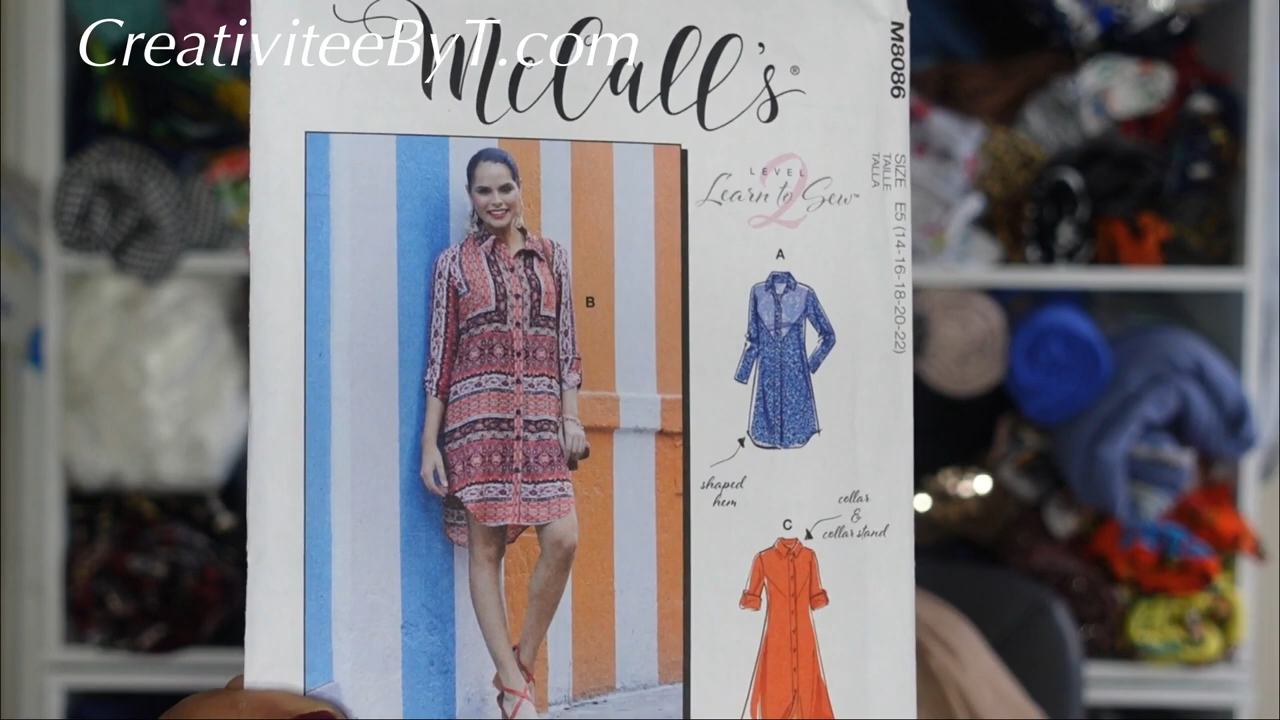 CreativiteeByT.com
McCall's®
M8086
SIZE E5 (14-16-18-20-22)
TAILLE
TALLA
LEVEL
2
Learn to Sew™
A
B
shaped
hem
C
collar
&
collar stand